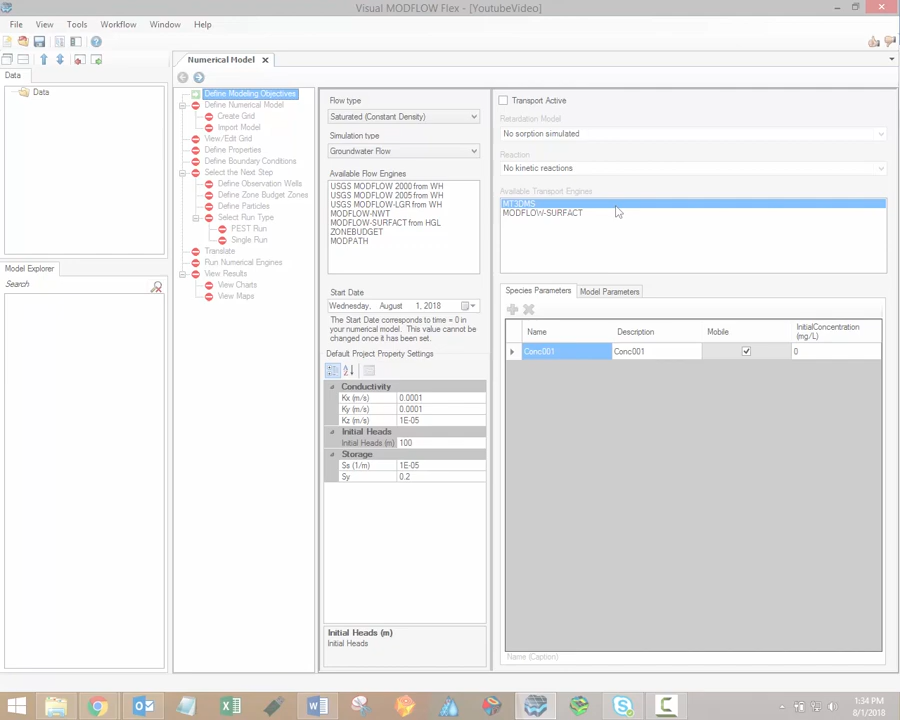 Visual MODFLOW Flex - [YoutubeVideo]
File View Tools Workflow Window Help
Data
Data
Model Explorer
Search
Numerical Model
Define Modeling Objectives
Define Numerical Model
Create Grid
Import Model
View/Edit Grid
Define Properties
Define Boundary Conditions
Select the Next Step
Define Observation Wells
Define Zone Budget Zones
Define Particles
Select Run Type
PEST Run
Single Run
Translate
Run Numerical Engines
View Results
View Charts
View Maps
Flow type
Saturated (Constant Density)
Simulation type
Groundwater Flow
Available Flow Engines
USGS MODFLOW 2000 from WH
USGS MODFLOW 2005 from WH
USGS MODFLOW-LGR from WH
MODFLOW-NWT
MODFLOW-SURFACT from HGL
ZONEBUDGET
MODPATH
Start Date
Wednesday, August 1, 2018
The Start Date corresponds to time = 0 in
your numerical model. This value cannot be
changed once it has been set.
Default Project Property Settings
Conductivity
Kx (m/s) 0.0001
Ky (m/s) 0.0001
Kz (m/s) 1E-05
Initial Heads
Initial Heads (m) 100
Storage
Ss (1/m) 1E-05
Sy 0.2
Initial Heads (m)
Initial Heads
Transport Active
Retardation Model
No sorption simulated
Reaction
No kinetic reactions
Available Transport Engines
MT3DMS
MODFLOW-SURFACT
Species Parameters Model Parameters
Name Description Mobile InitialConcentration (mg/L)
Conc001 Conc001 0
Name (Caption)
1:34 PM
8/1/2018